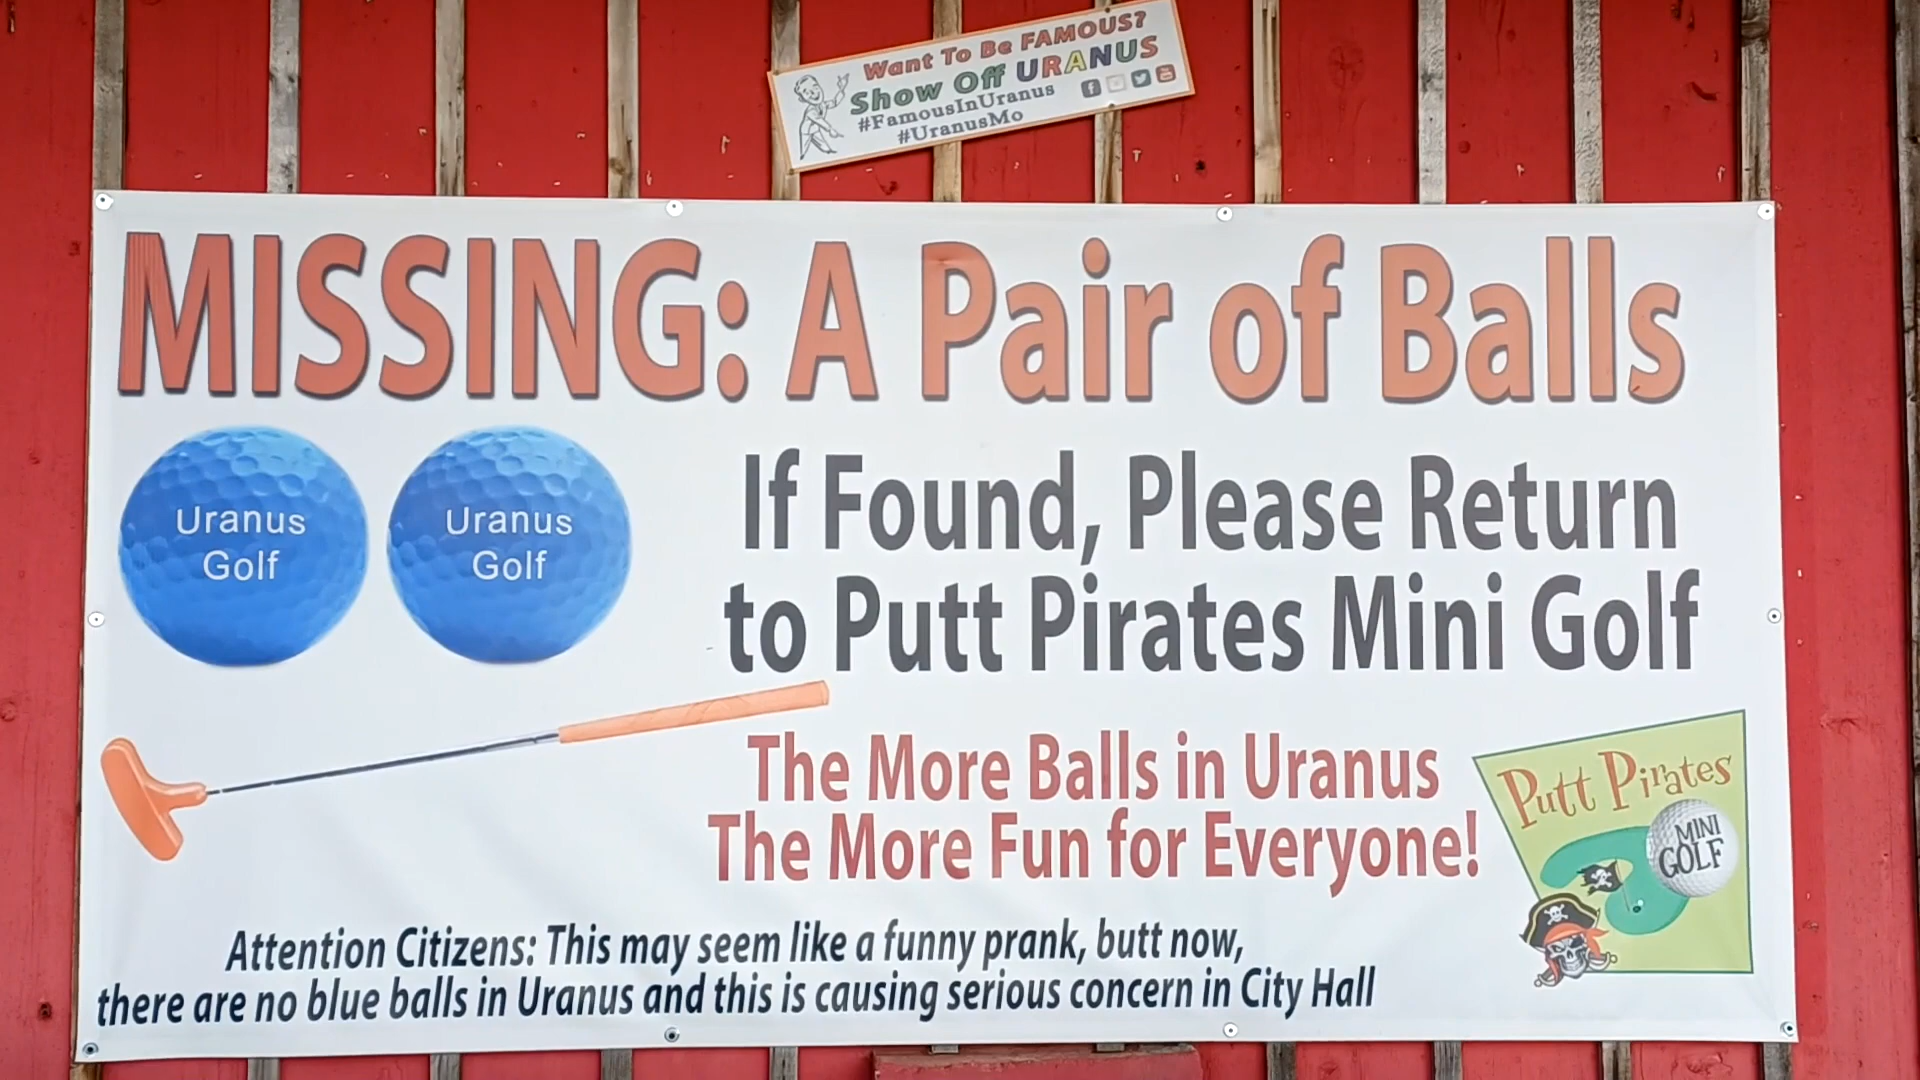 Want To Be FAMOUS?
Show Off URANUS
#FamousInUranus
#UranusMo
MISSING: A Pair of Balls
Uranus
Golf
Uranus
Golf
If Found, Please Return
to Putt Pirates Mini Golf
The More Balls in Uranus
The More Fun for Everyone!
Putt Pirates
MINI
GOLF
Attention Citizens: This may seem like a funny prank, butt now,
there are no blue balls in Uranus and this is causing serious concern in City Hall